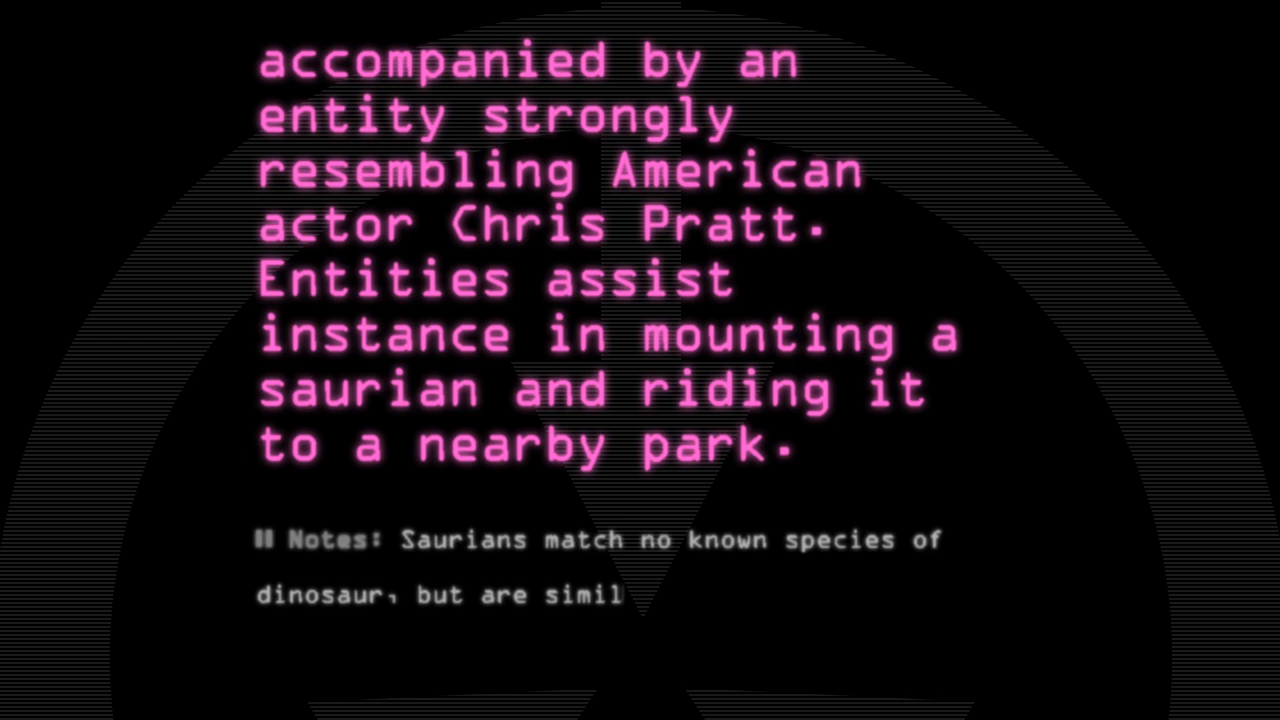 accompanied by an
entity strongly
resembling American
actor Chris Pratt.
Entities assist
instance in mounting a
saurian and riding it
to a nearby park.
Notes: Saurians match no known species of
dinosaur, but are simil